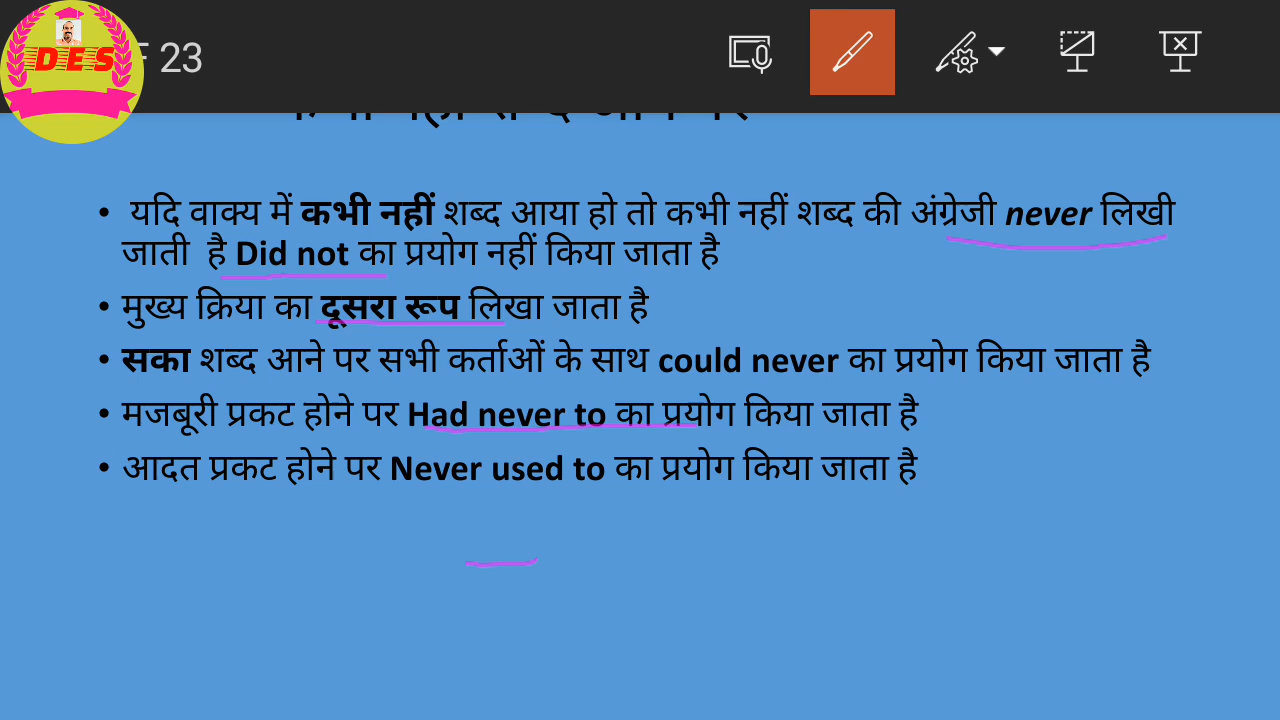 DES
F 23
यदि वाक्य में कभी नहीं शब्द आया हो तो कभी नहीं शब्द की अंग्रेजी never लिखी
जाती है Did not का प्रयोग नहीं किया जाता है
मुख्य क्रिया का दूसरा रूप लिखा जाता है
सका शब्द आने पर सभी कर्ताओं के साथ could never का प्रयोग किया जाता है
मजबूरी प्रकट होने पर Had never to का प्रयोग किया जाता है
आदत प्रकट होने पर Never used to का प्रयोग किया जाता है